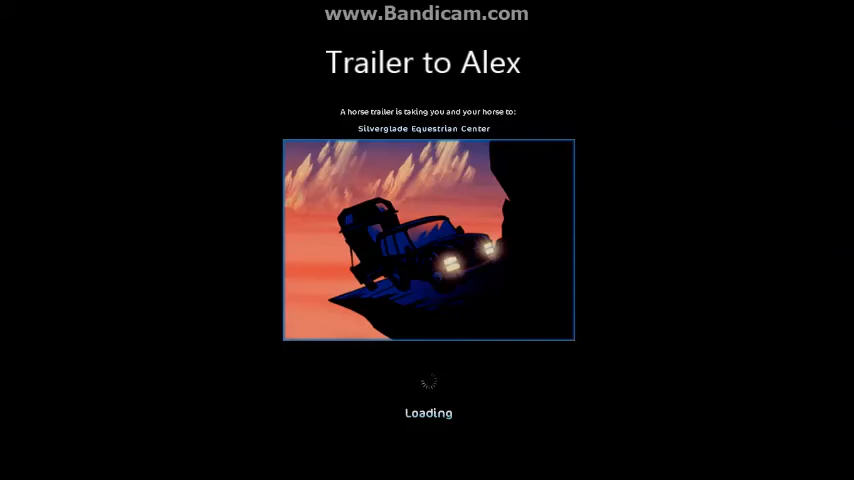 www.Bandicam.com
Trailer to Alex
A horse trailer is taking you and your horse to:
Silverglade Equestrian Center
Loading